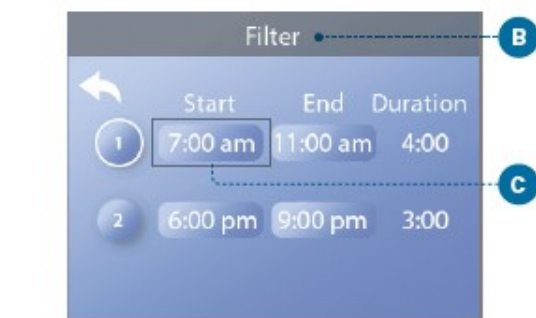 Filter
B
Start End Duration
1 7:00 am 11:00 am 4:00
C
2 6:00 pm 9:00 pm 3:00